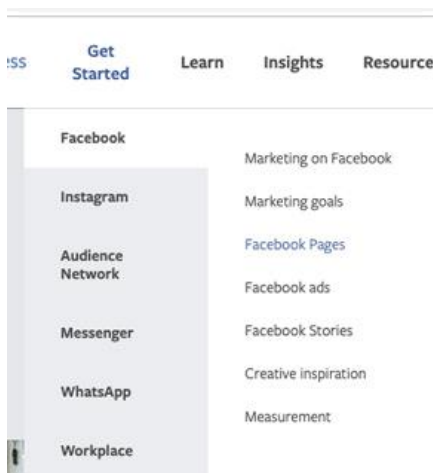 ess
Get
Started
Learn
Insights
Resource
Facebook
Instagram
Audience
Network
Messenger
WhatsApp
Workplace
Marketing on Facebook
Marketing goals
Facebook Pages
Facebook ads
Facebook Stories
Creative inspiration
Measurement